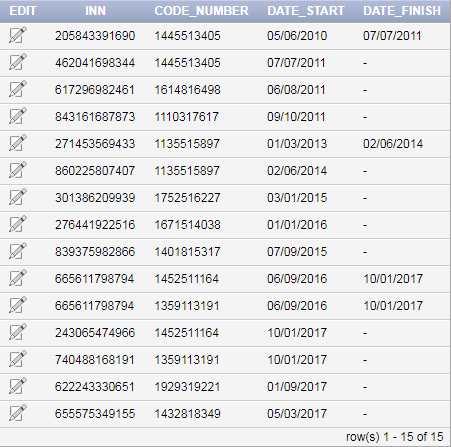 EDIT INN CODE_NUMBER DATE_START DATE_FINISH
205843391690 1445513405 05/06/2010 07/07/2011
462041698344 1445513405 07/07/2011 -
617296982461 1614816498 06/08/2011 -
843161687873 1110317617 09/10/2011 -
271453569433 1135515897 01/03/2013 02/06/2014
860225807407 1135515897 02/06/2014 -
301386209939 1752516227 03/01/2015 -
276441922516 1671514038 01/01/2016 -
839375982866 1401815317 07/09/2015 -
665611798794 1452511164 06/09/2016 10/01/2017
665611798794 1359113191 06/09/2016 10/01/2017
243065474966 1452511164 10/01/2017 -
740488168191 1359113191 10/01/2017 -
622243330651 1929319221 01/09/2017 -
655575349155 1432818349 05/03/2017 -
row(s) 1 - 15 of 15